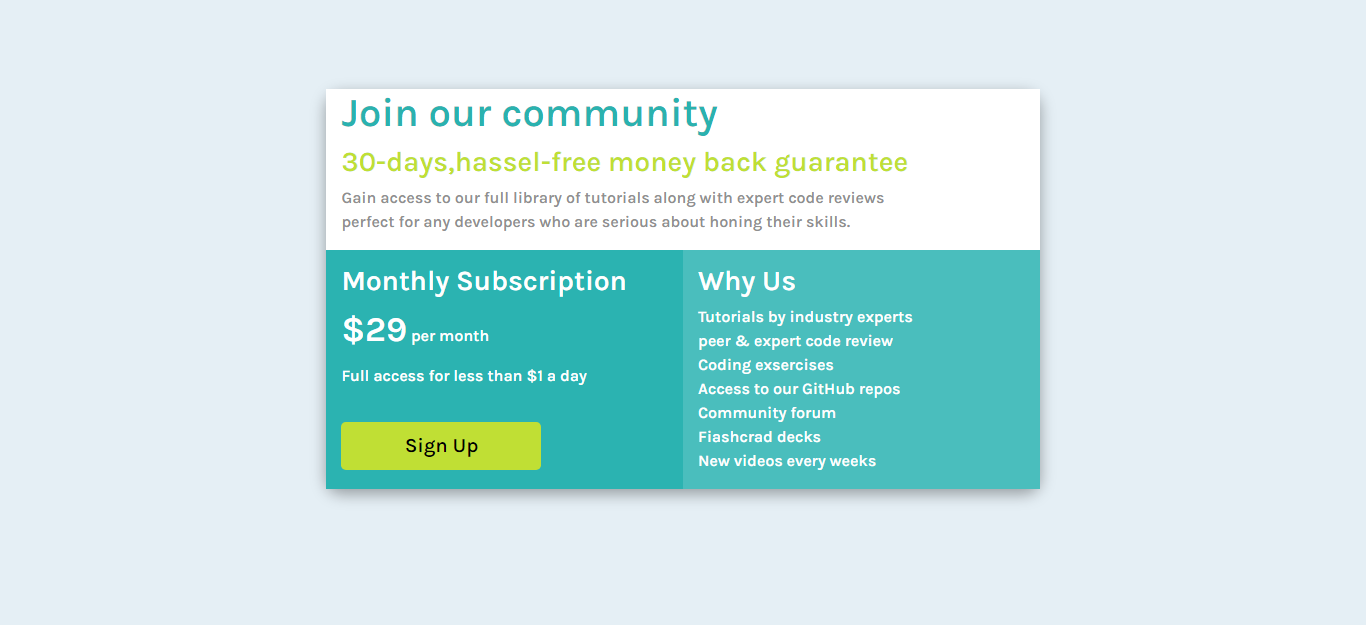 Join our community
30-days,hassel-free money back guarantee
Gain access to our full library of tutorials along with expert code reviews
perfect for any developers who are serious about honing their skills.
Monthly Subscription
$29 per month
Full access for less than $1 a day
Sign Up
Why Us
Tutorials by industry experts
peer & expert code review
Coding exsercises
Access to our GitHub repos
Community forum
Fiashcrad decks
New videos every weeks